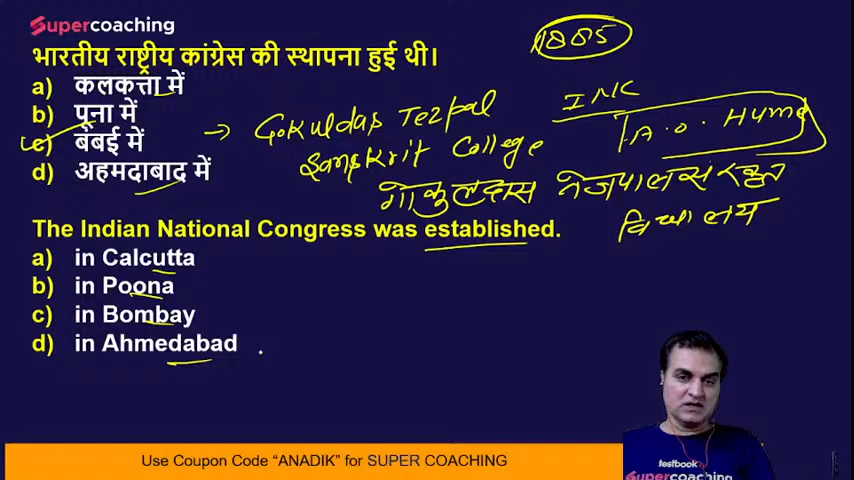 Supercoaching
भारतीय राष्ट्रीय कांग्रेस की स्थापना हुई थी।
a) कलकत्ता में
b) पूना में
c) बंबई में
d) अहमदाबाद में
1885
INC
A.O. Hume
→ Gokuldas Tezpal
Sanskrit College
गोकुलदास तेजपाल संस्कृत
विद्यालय
The Indian National Congress was established.
a) in Calcutta
b) in Poona
c) in Bombay
d) in Ahmedabad
Use Coupon Code “ANADIK” for SUPER COACHING
testbook
Supercoaching